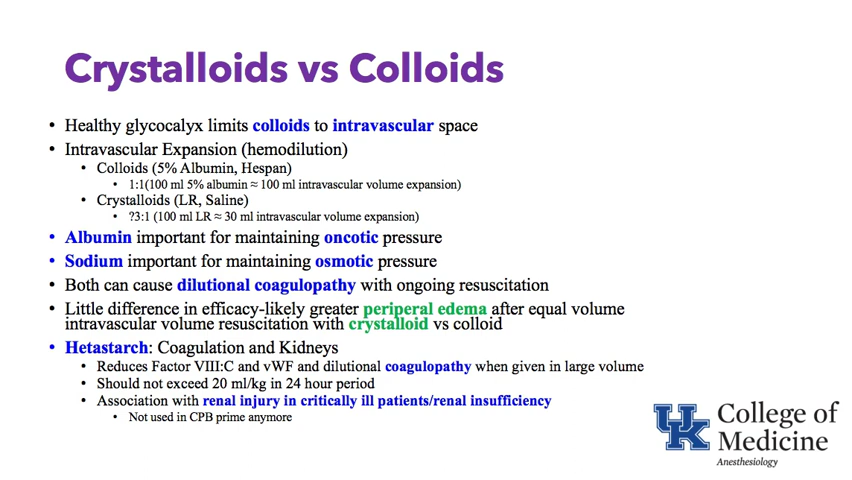 Crystalloids vs Colloids
• Healthy glycocalyx limits colloids to intravascular space
• Intravascular Expansion (hemodilution)
• Colloids (5% Albumin, Hespan)
• 1:1(100 ml 5% albumin ≈ 100 ml intravascular volume expansion)
• Crystalloids (LR, Saline)
• ?3:1 (100 ml LR ≈ 30 ml intravascular volume expansion)
• Albumin important for maintaining oncotic pressure
• Sodium important for maintaining osmotic pressure
• Both can cause dilutional coagulopathy with ongoing resuscitation
• Little difference in efficacy-likely greater periperal edema after equal volume
intravascular volume resuscitation with crystalloid vs colloid
• Hetastarch: Coagulation and Kidneys
• Reduces Factor VIII:C and vWF and dilutional coagulopathy when given in large volume
• Should not exceed 20 ml/kg in 24 hour period
• Association with renal injury in critically ill patients/renal insufficiency
• Not used in CPB prime anymore
UK College of
Medicine
Anesthesiology